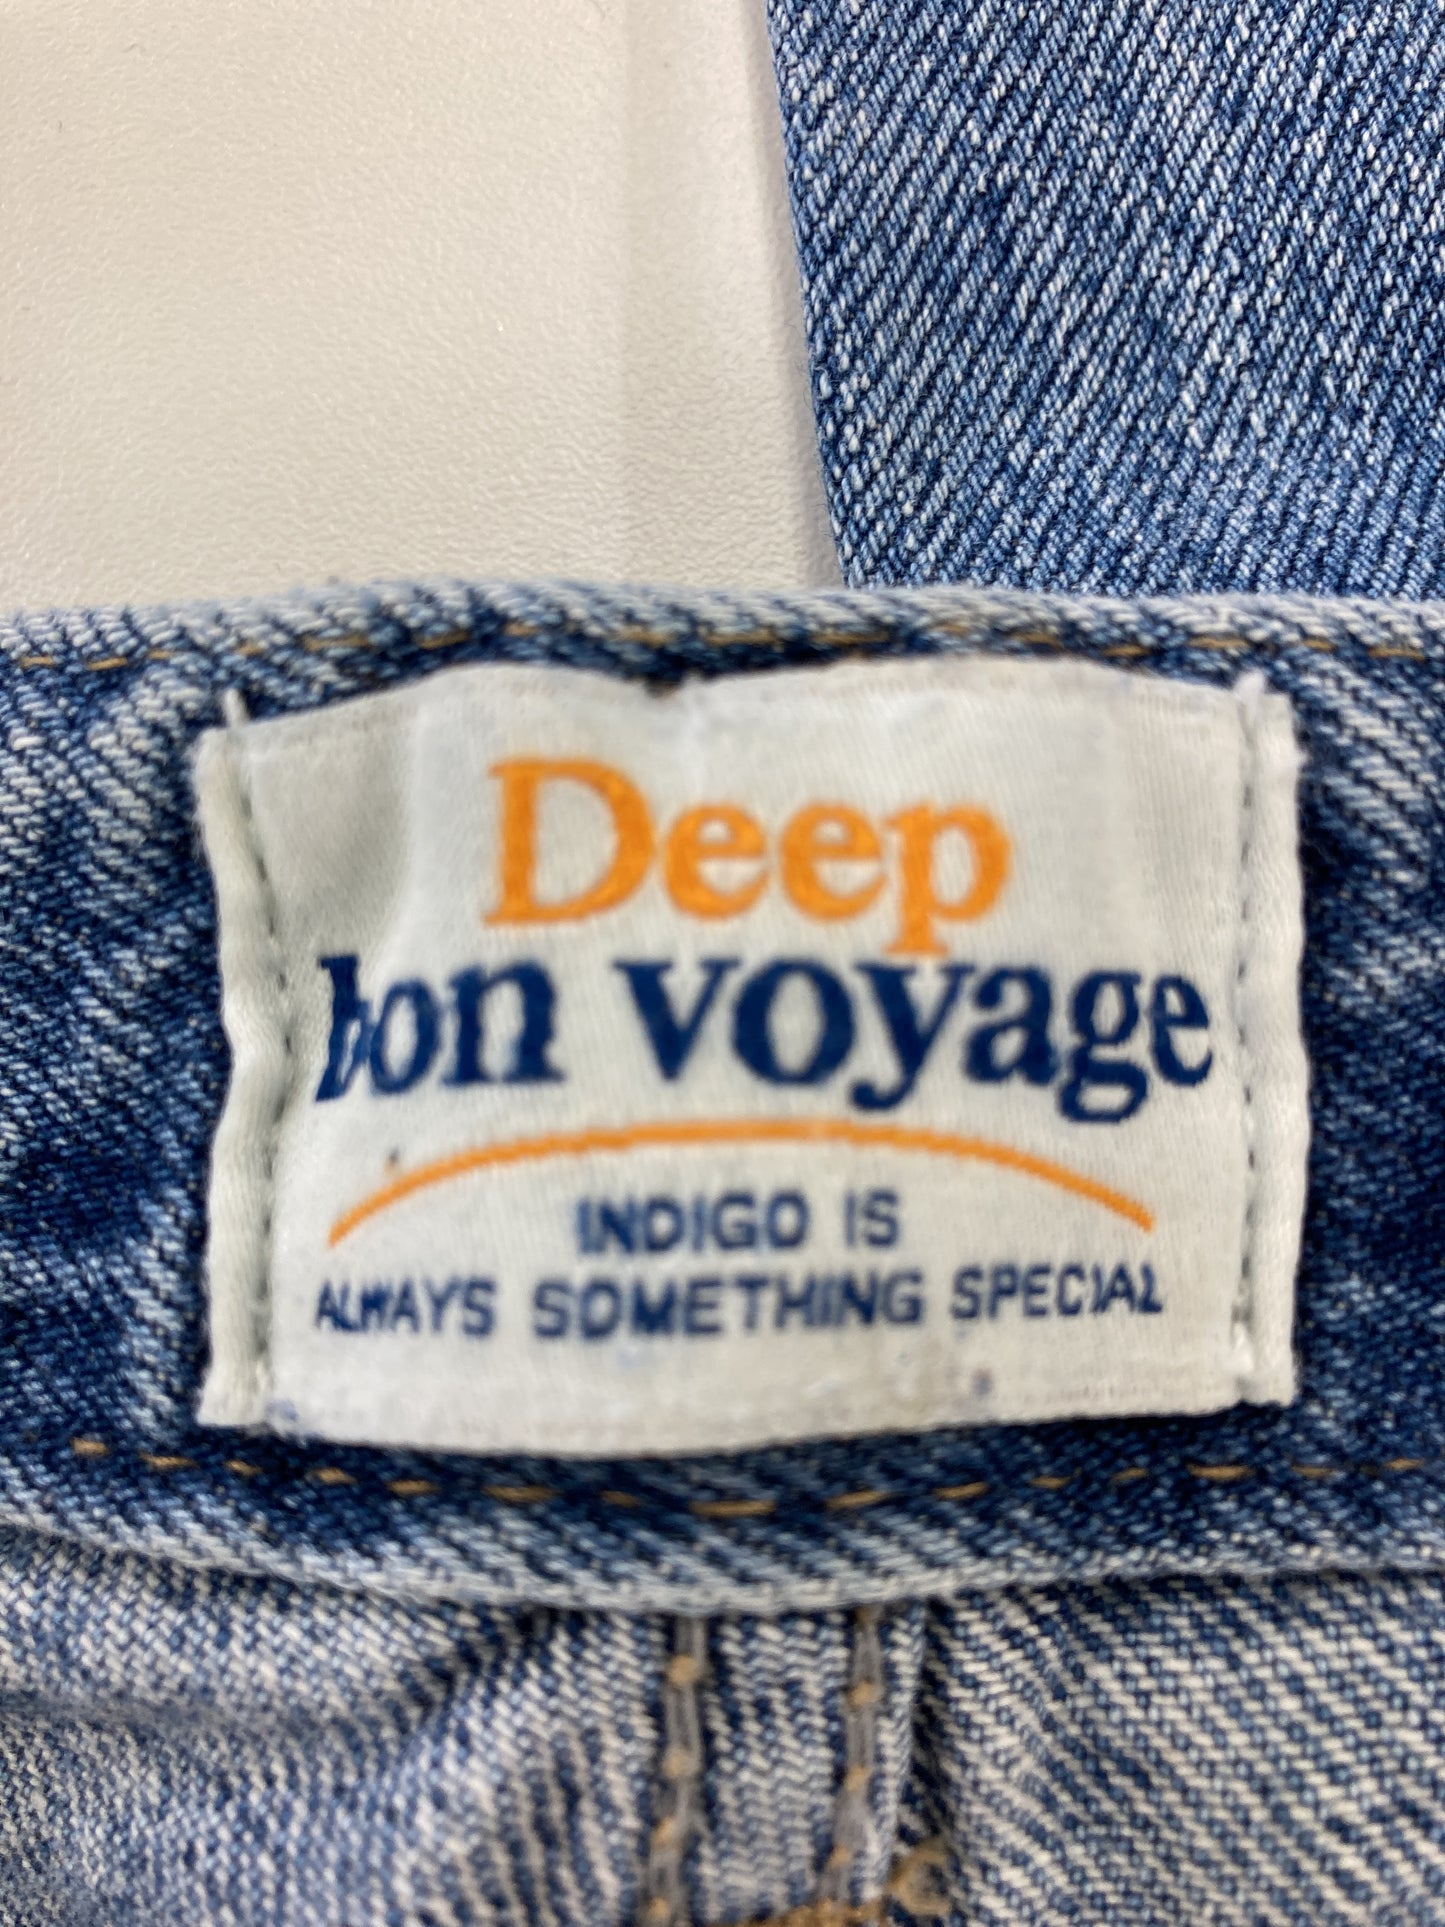 Deep
bon voyage
INDIGO IS
ALWAYS SOMETHING SPECIAL